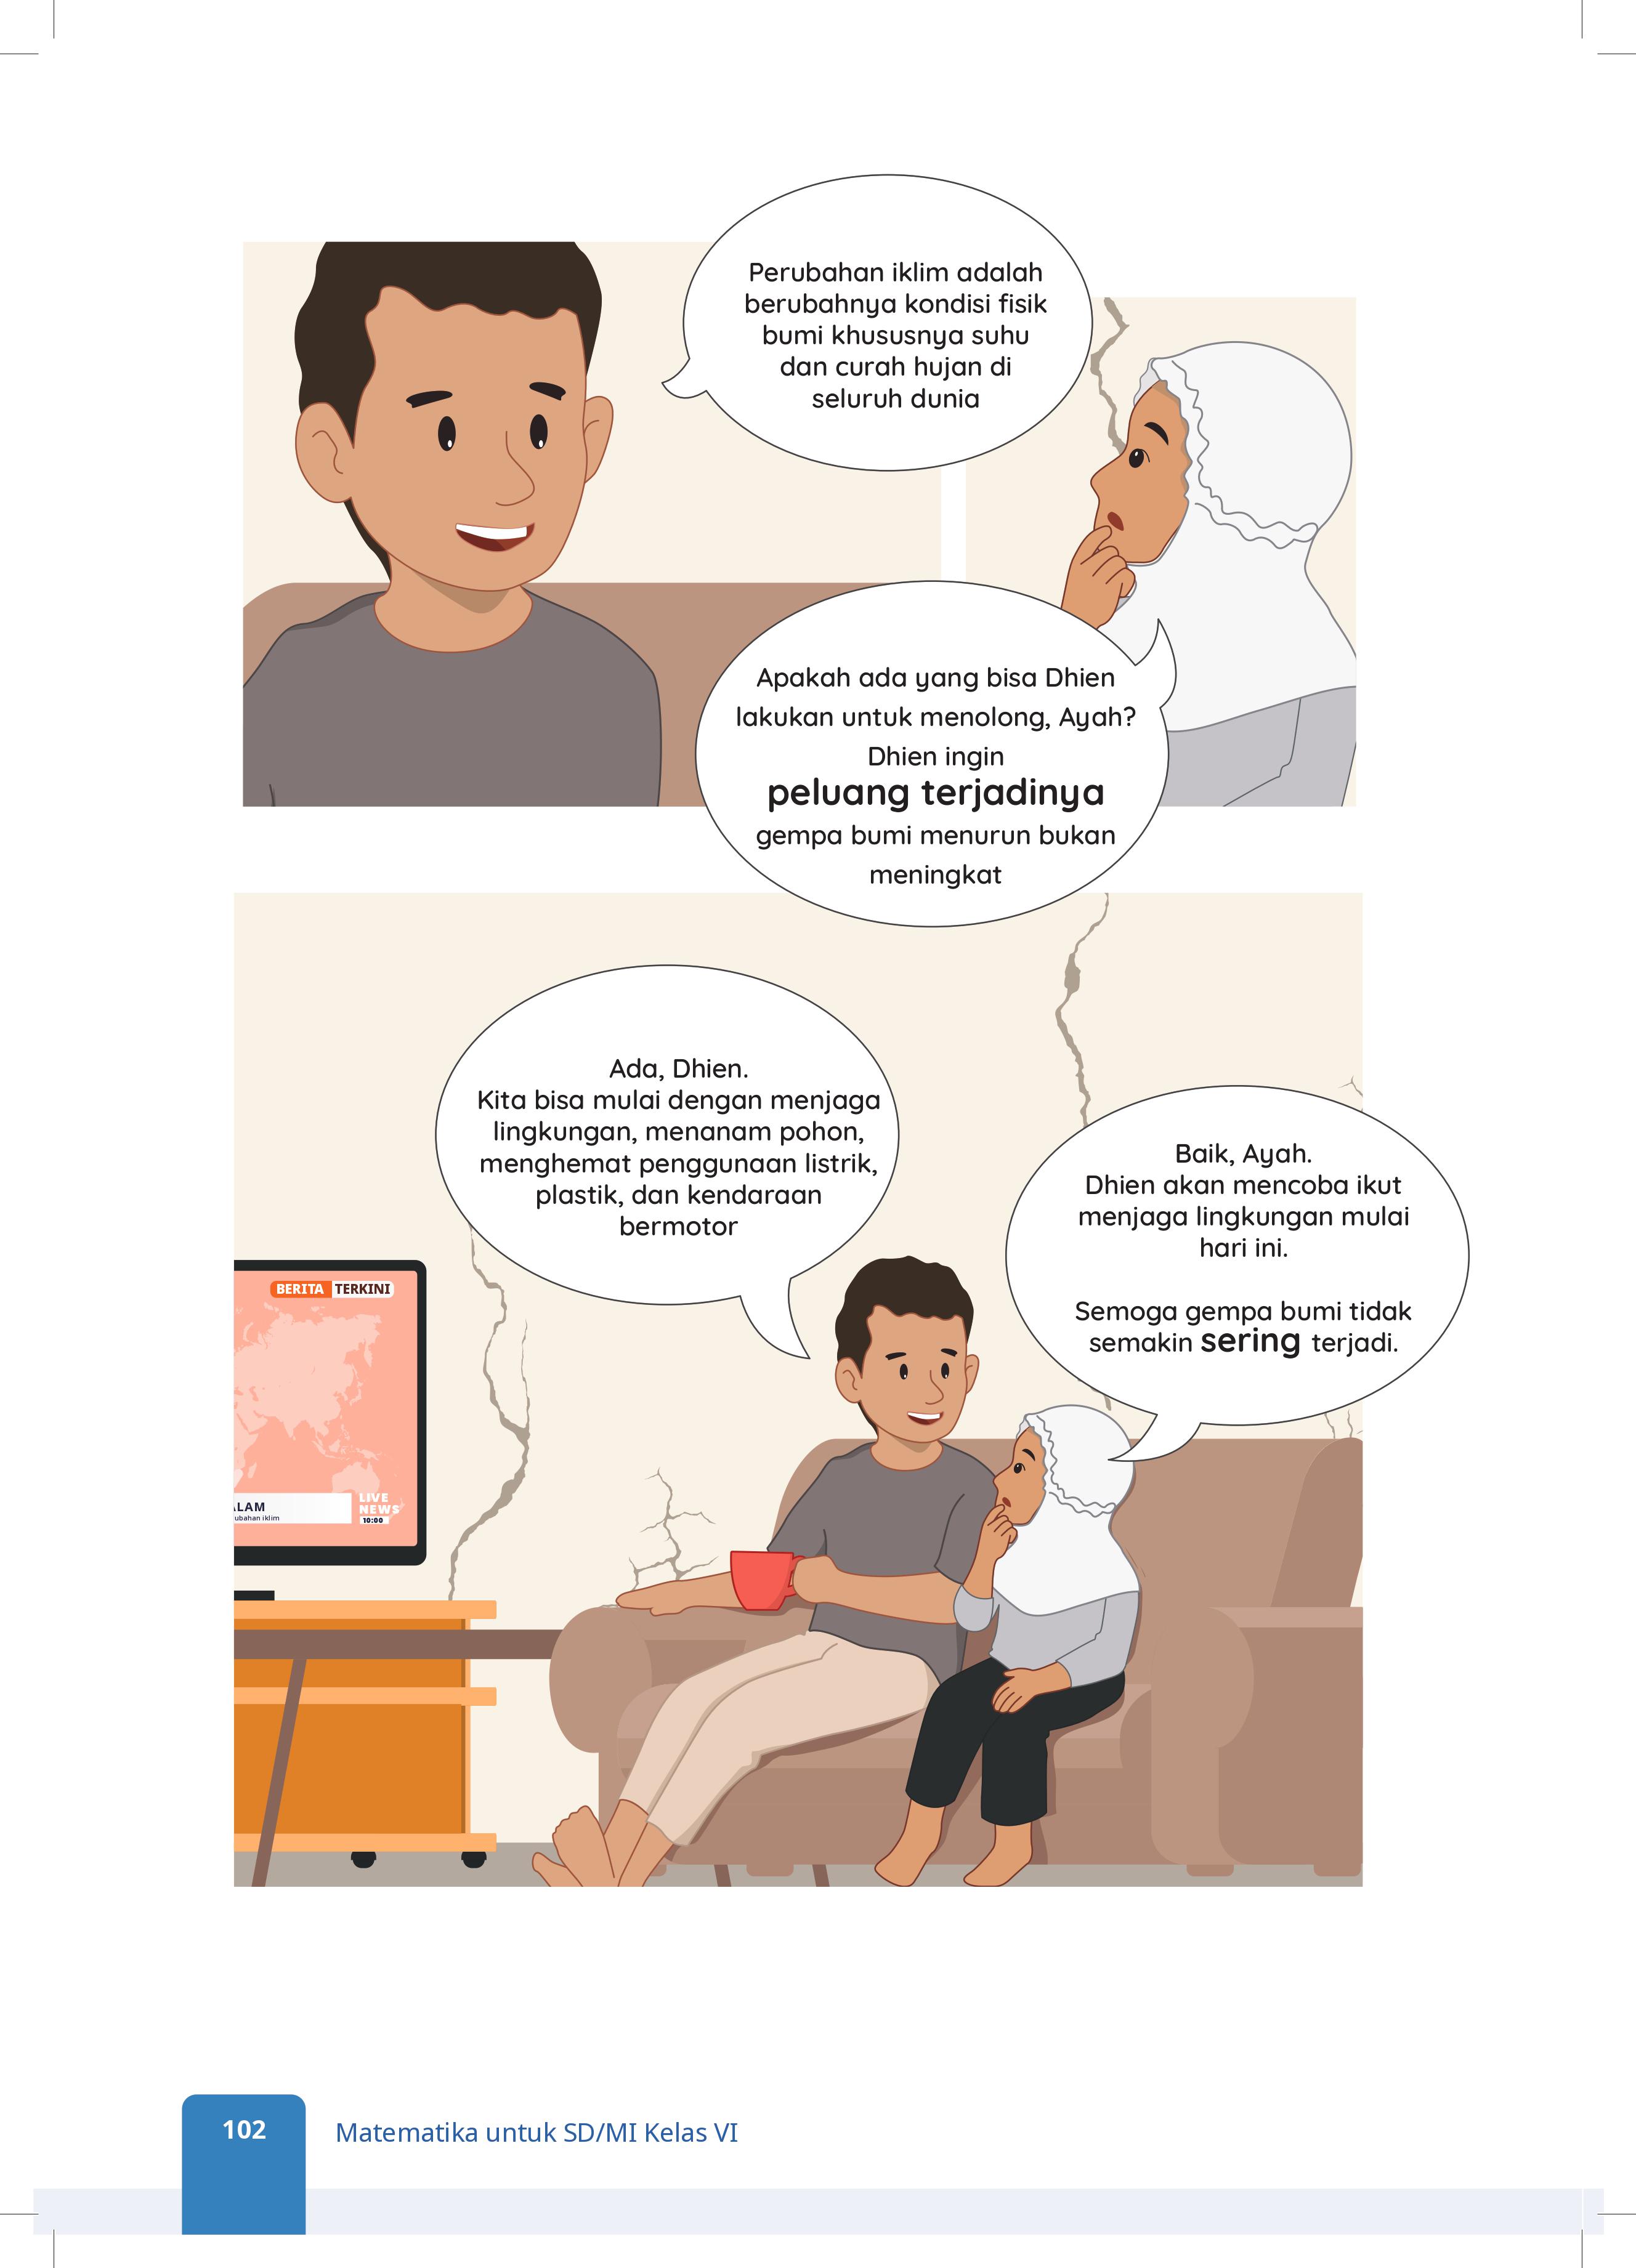 Perubahan iklim adalah
berubahnya kondisi fisik
bumi khususnya suhu
dan curah hujan di
seluruh dunia
Apakah ada yang bisa Dhien
lakukan untuk menolong, Ayah?
Dhien ingin
peluang terjadinya
gempa bumi menurun bukan
meningkat
Ada, Dhien.
Kita bisa mulai dengan menjaga
lingkungan, menanam pohon,
menghemat penggunaan listrik,
plastik, dan kendaraan
bermotor
Baik, Ayah.
Dhien akan mencoba ikut
menjaga lingkungan mulai
hari ini.
Semoga gempa bumi tidak
semakin sering terjadi.
BERITA TERKINI
LAM
ubahan iklim
LIVE
NEWS
10:00
102
Matematika untuk SD/MI Kelas VI